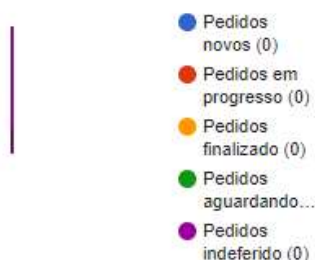 Pedidos
novos (0)
Pedidos em
progresso (0)
Pedidos
finalizado (0)
Pedidos
aguardando...
Pedidos
indeferido (0)